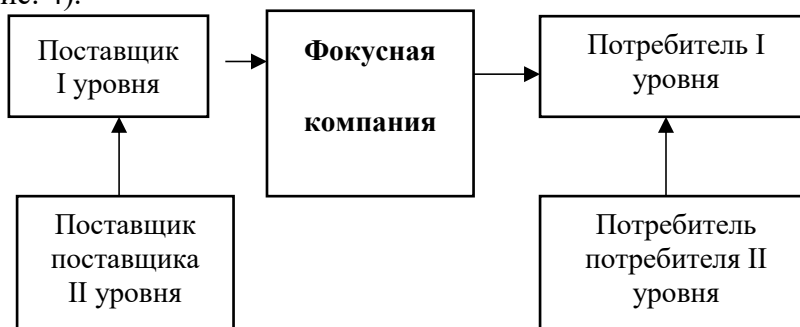 Поставщик
I уровня
Фокусная
компания
Потребитель I
уровня
Поставщик
поставщика
II уровня
Потребитель
потребителя II
уровня